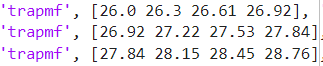 'trapmf', [26.0 26.3 26.61 26.92],
'trapmf', [26.92 27.22 27.53 27.84]
'trapmf', [27.84 28.15 28.45 28.76]